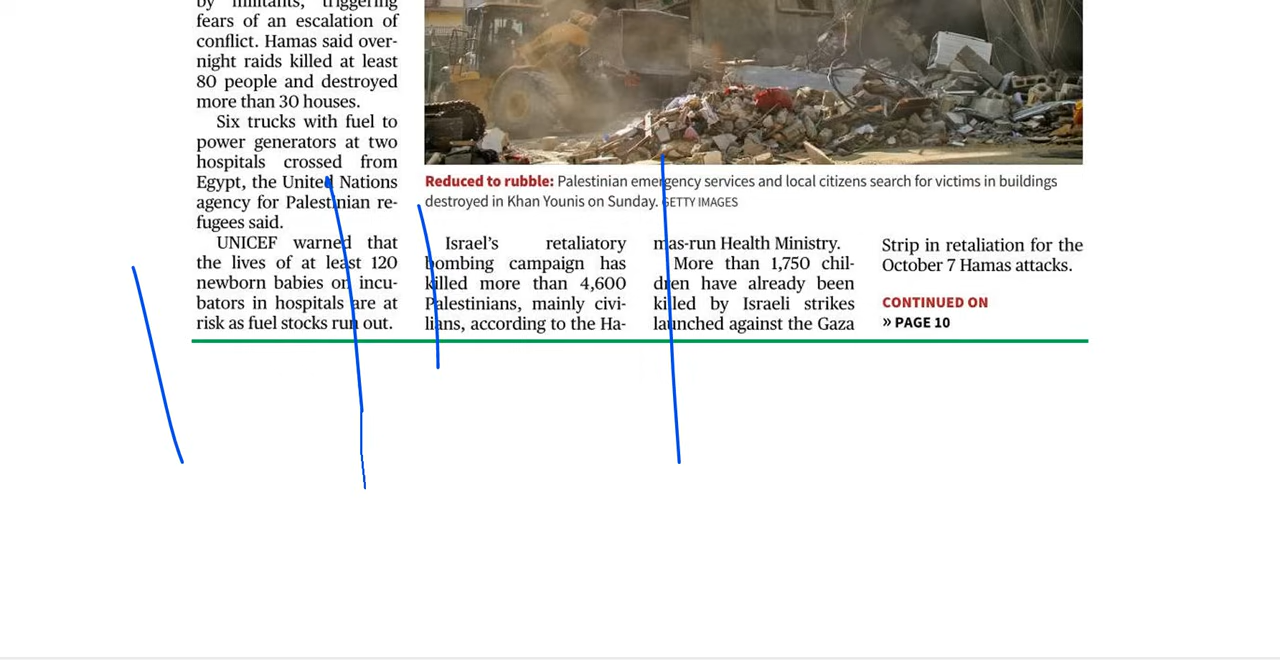 by militants, triggering
fears of an escalation of
conflict. Hamas said over-
night raids killed at least
80 people and destroyed
more than 30 houses.
Six trucks with fuel to
power generators at two
hospitals crossed from
Egypt, the United Nations
agency for Palestinian re-
fugees said.
UNICEF warned that
the lives of at least 120
newborn babies on incu-
bators in hospitals are at
risk as fuel stocks run out.
Reduced to rubble: Palestinian emergency services and local citizens search for victims in buildings
destroyed in Khan Younis on Sunday. GETTY IMAGES
Israel's retaliatory
bombing campaign has
killed more than 4,600
Palestinians, mainly civi-
lians, according to the Ha-
mas-run Health Ministry.
More than 1,750 chil-
dren have already been
killed by Israeli strikes
launched against the Gaza
Strip in retaliation for the
October 7 Hamas attacks.
CONTINUED ON
» PAGE 10